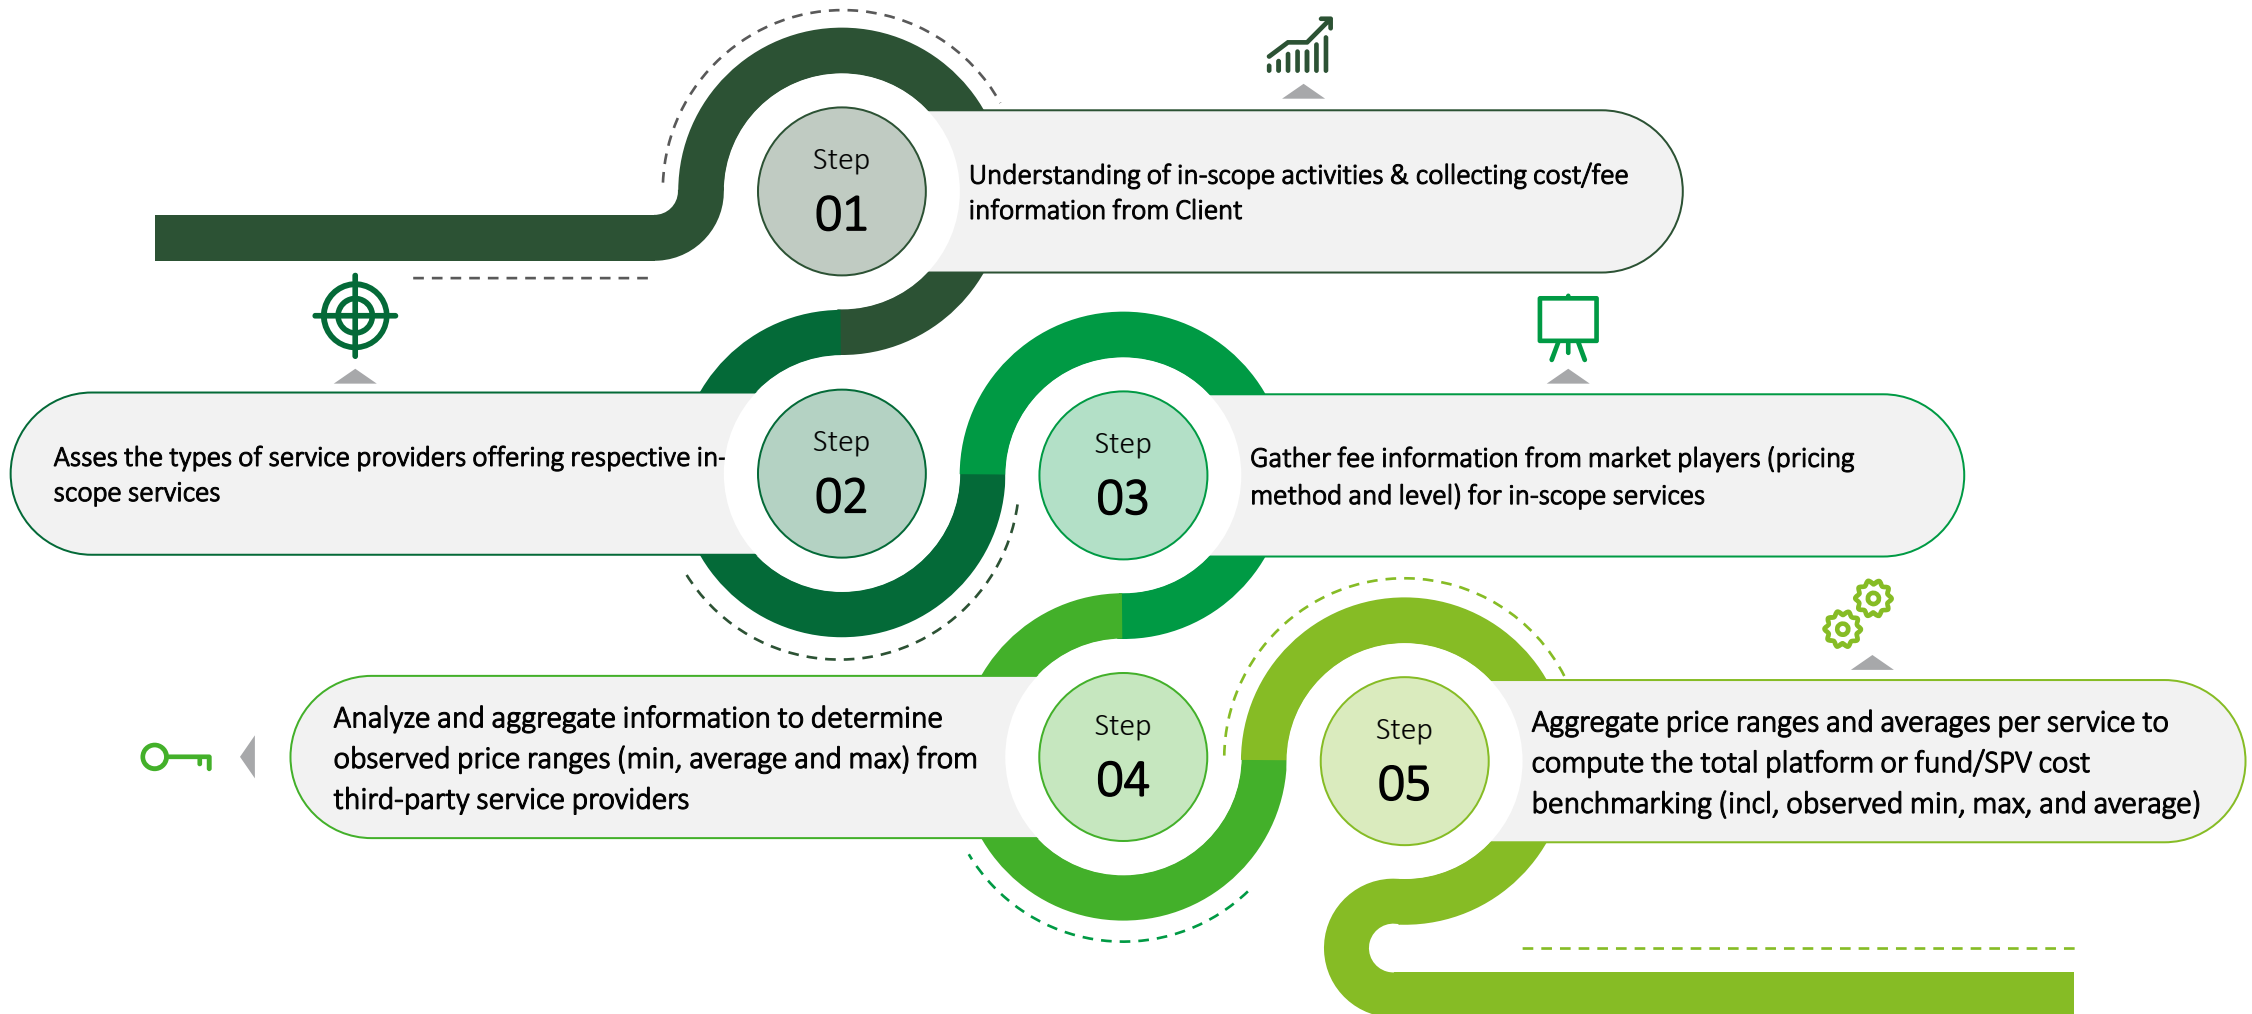 Step
01
Understanding of in-scope activities & collecting cost/fee
information from Client
Step
02
Asses the types of service providers offering respective in-
scope services
Step
03
Gather fee information from market players (pricing
method and level) for in-scope services
Step
04
Analyze and aggregate information to determine
observed price ranges (min, average and max) from
third-party service providers
Step
05
Aggregate price ranges and averages per service to
compute the total platform or fund/SPV cost
benchmarking (incl, observed min, max, and average)